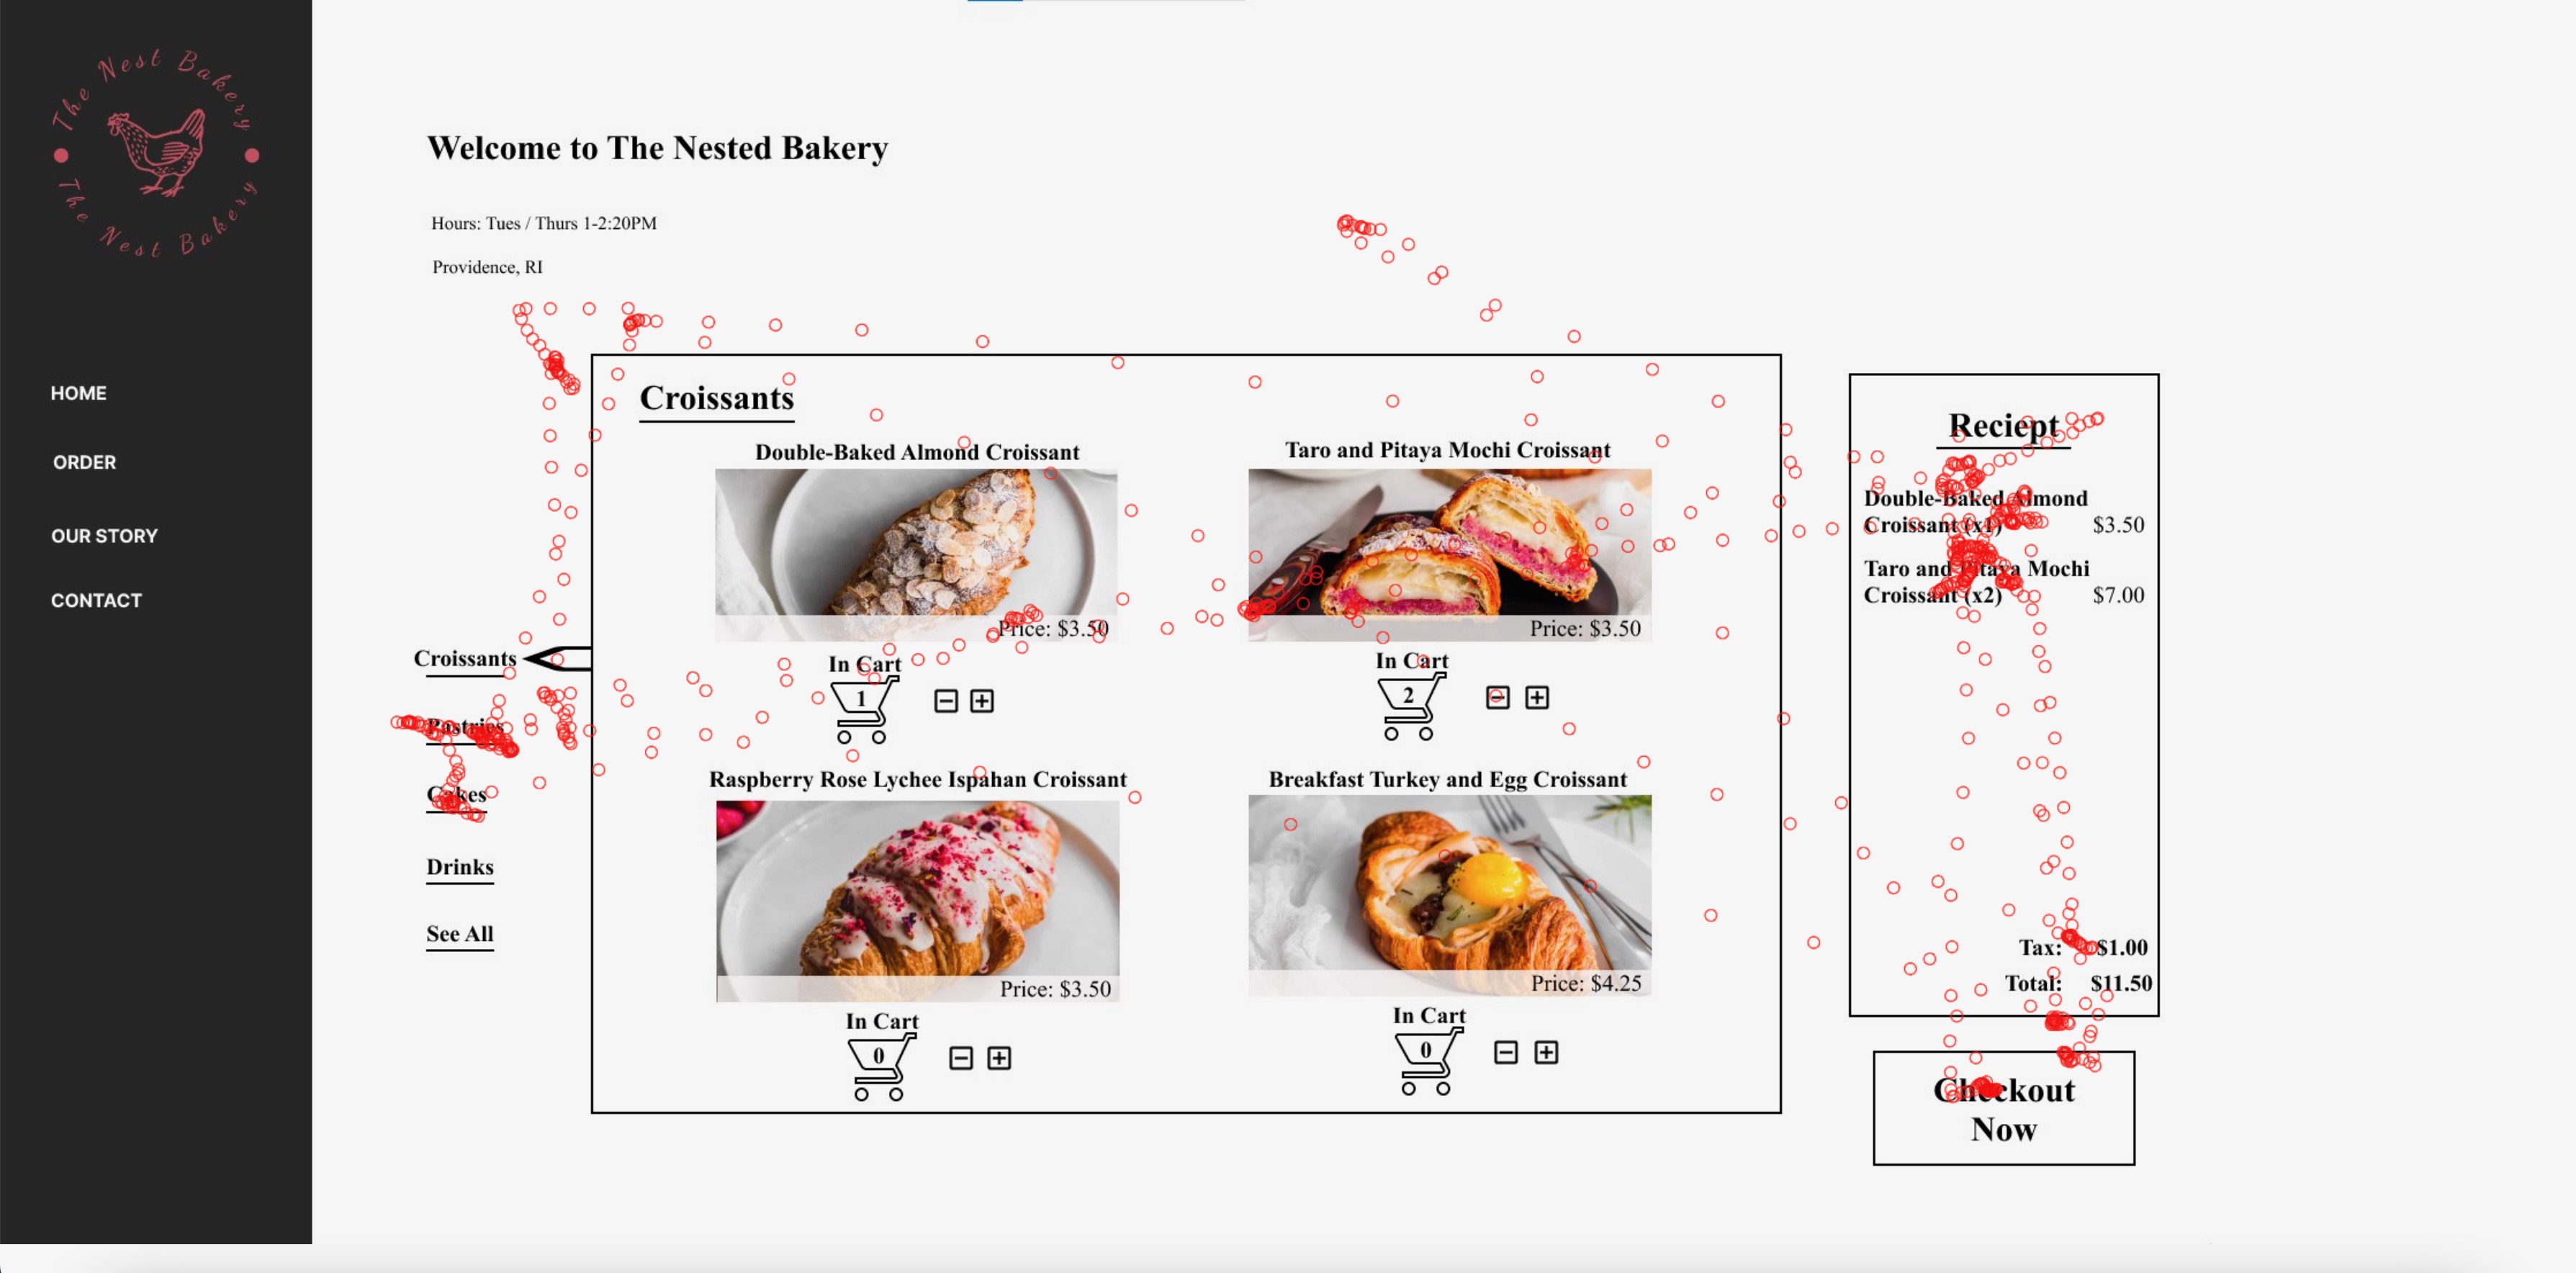 The Nest Bakery
The Nest Bakery
HOME
ORDER
OUR STORY
CONTACT
Welcome to The Nested Bakery
Hours: Tues / Thurs 1-2:20PM
Providence, RI
Croissants
Pastries
Cakes
Drinks
See All
Croissants
Double-Baked Almond Croissant
Price: $3.50
In Cart
1
Taro and Pitaya Mochi Croissant
Price: $3.50
In Cart
2
Raspberry Rose Lychee Ispahan Croissant
Price: $3.50
In Cart
0
Breakfast Turkey and Egg Croissant
Price: $4.25
In Cart
0
Reciept
Double-Baked Almond
Croissant (x1) $3.50
Taro and Pitaya Mochi
Croissant (x2) $7.00
Tax: $1.00
Total: $11.50
Checkout
Now